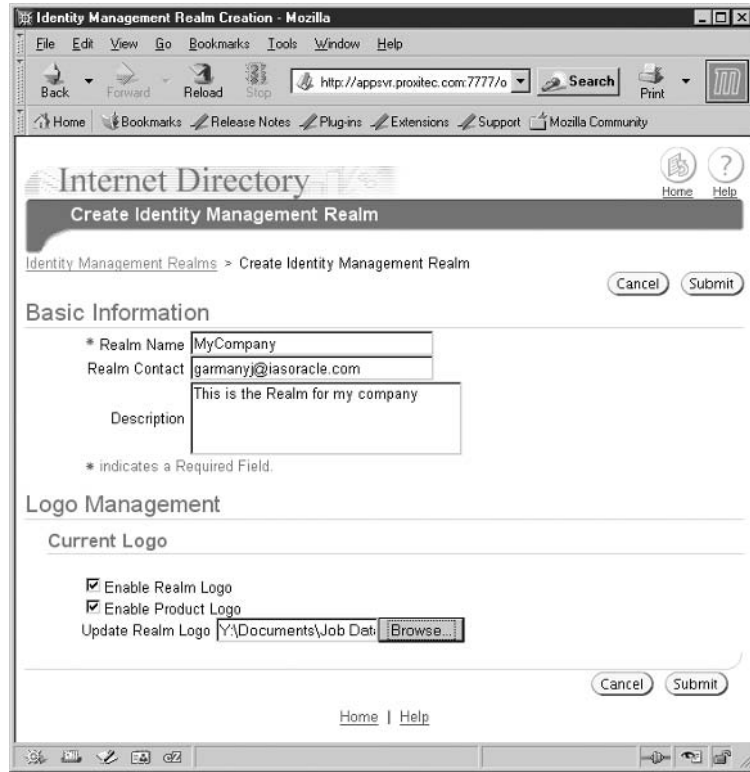 Identity Management Realm Creation - Mozilla
File Edit View Go Bookmarks Tools Window Help
Back Forward Reload Stop http://appsvr.proxitec.com:7777/o Search Print
Home Bookmarks Release Notes Plug-ins Extensions Support Mozilla Community
Internet Directory
Home Help
Create Identity Management Realm
Identity Management Realms > Create Identity Management Realm
Cancel Submit
Basic Information
* Realm Name MyCompany
Realm Contact garmanyj@iasoracle.com
Description This is the Realm for my company
* indicates a Required Field.
Logo Management
Current Logo
Enable Realm Logo
Enable Product Logo
Update Realm Logo Y:\Documents\Job Dat Browse...
Cancel Submit
Home | Help